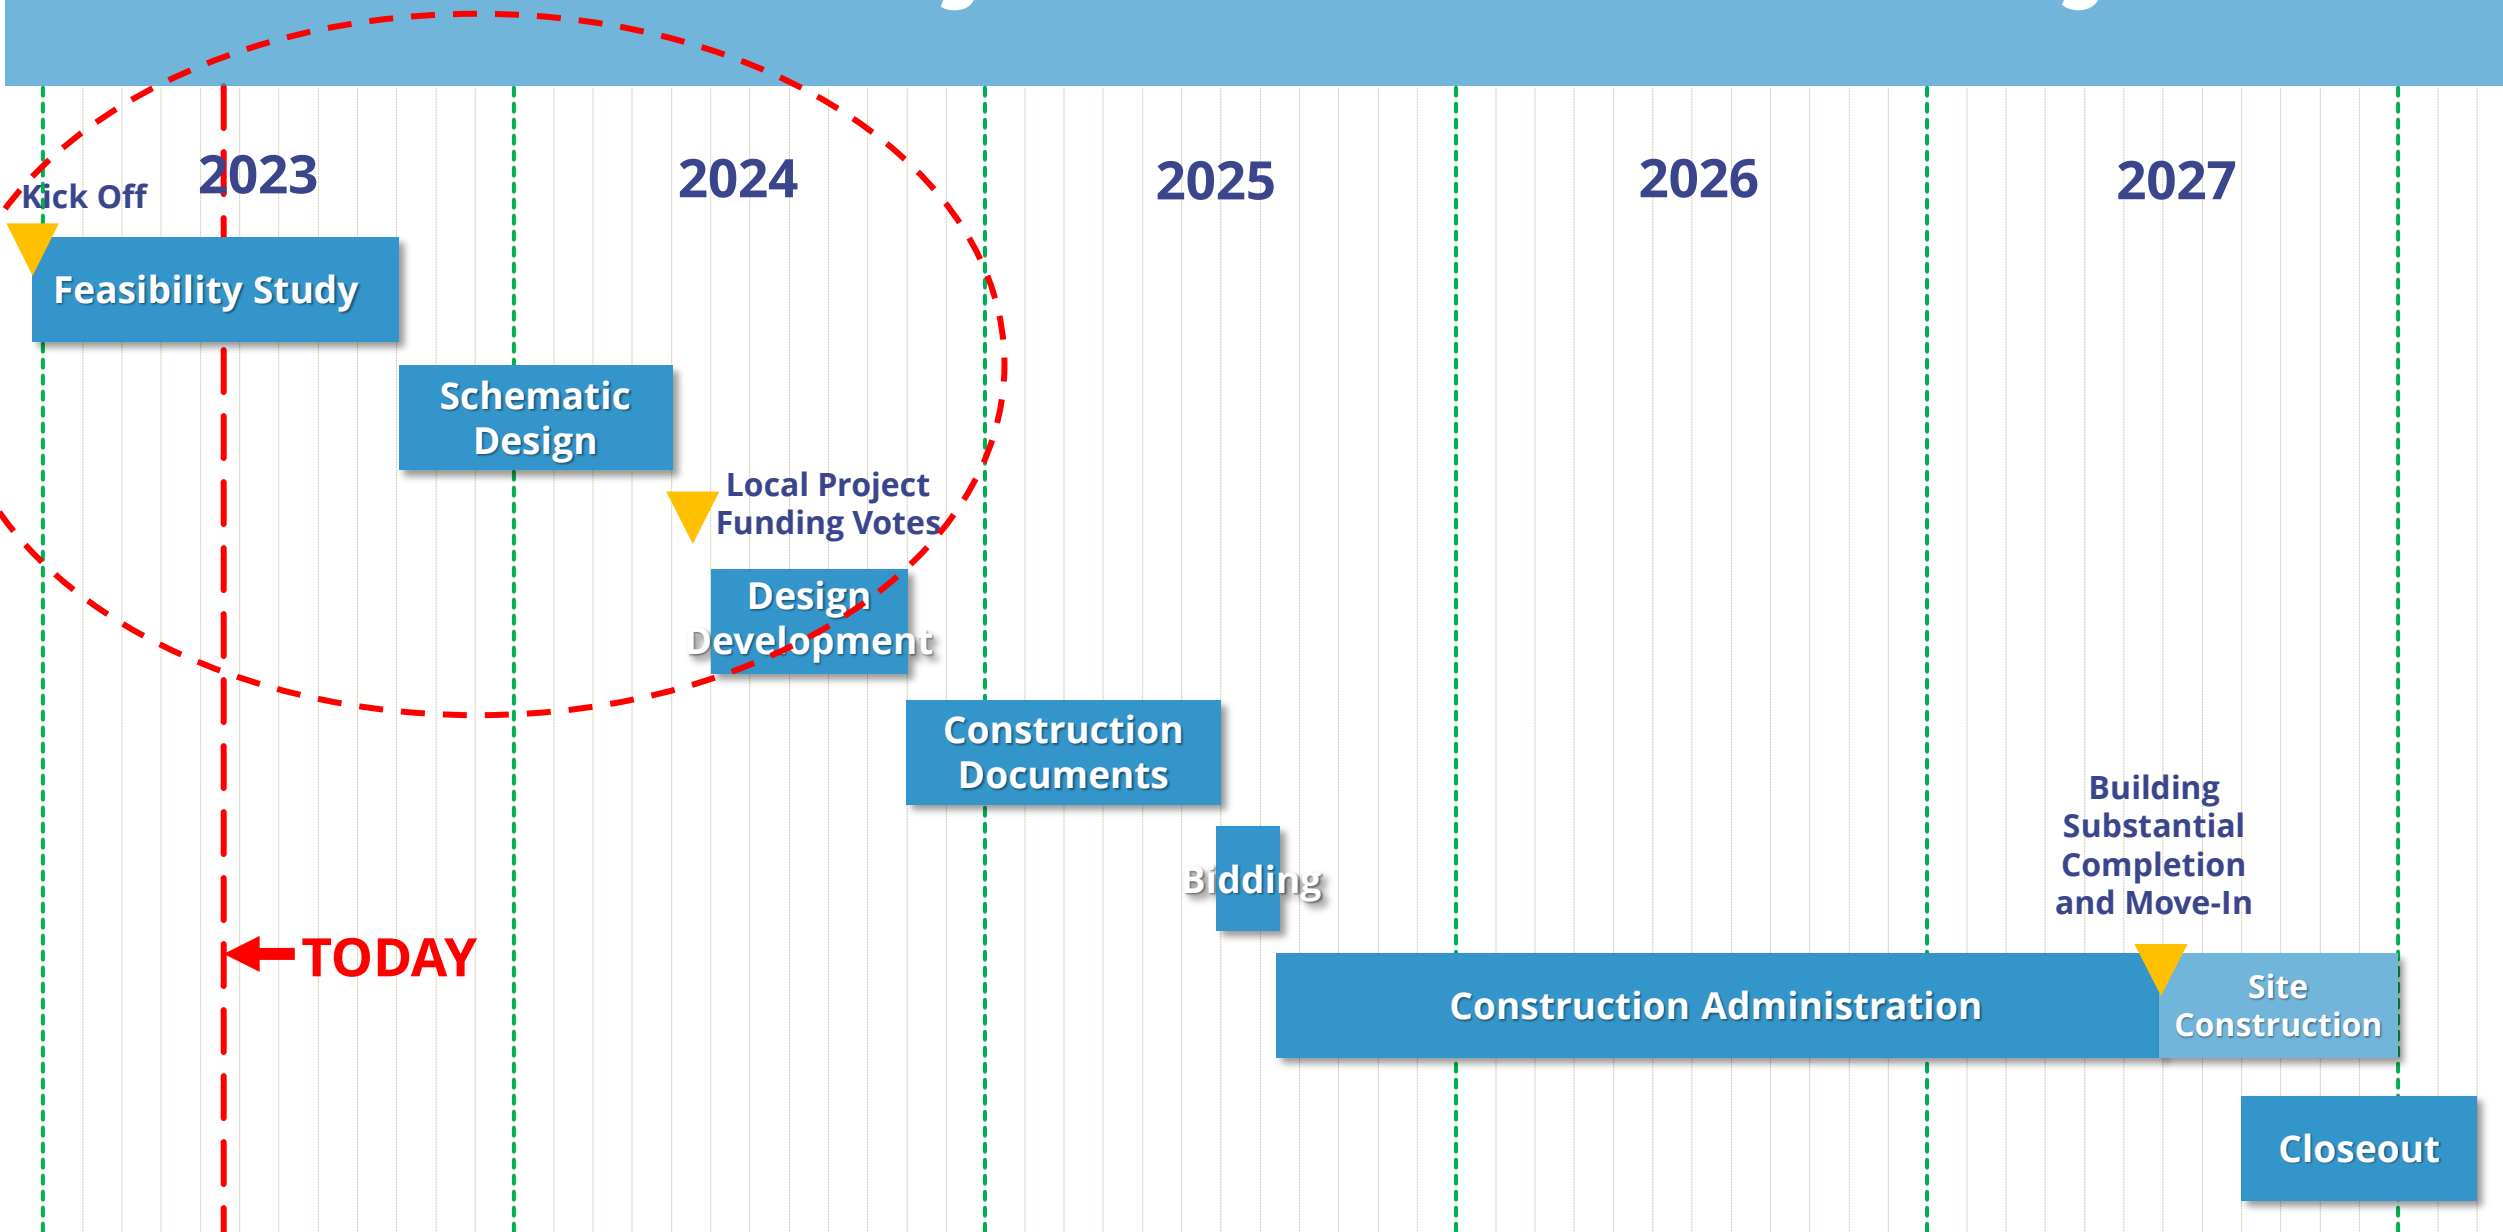 2023
2024
2025
2026
2027
Kick Off
Feasibility Study
Schematic
Design
Local Project
Funding Votes
Design
Development
Construction
Documents
Bidding
Building
Substantial
Completion
and Move-In
TODAY
Construction Administration
Site
Construction
Closeout